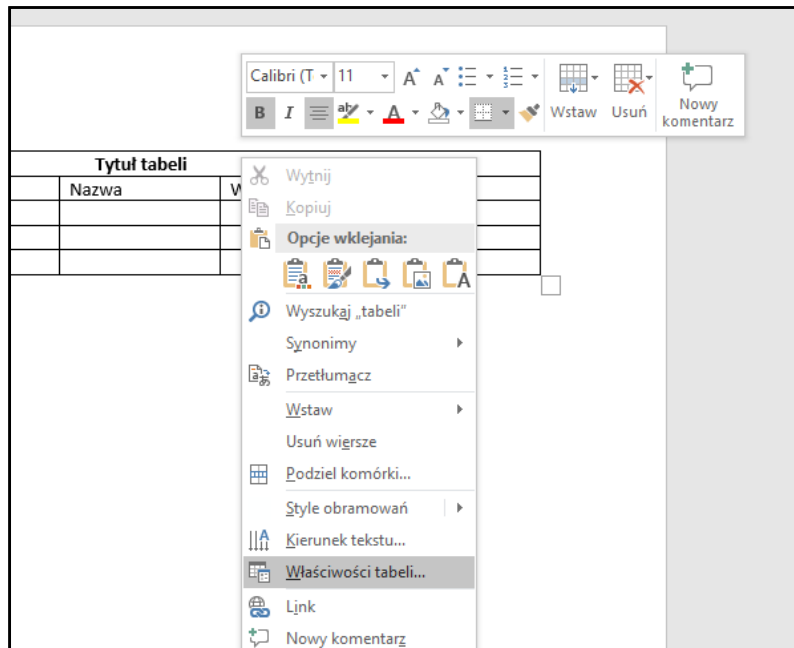 Calibri (T 11 A A
B I ab A Wstaw Usuń Nowy komentarz
Tytuł tabeli
Nazwa W
Wytnij
Kopiuj
Opcje wklejania:
Wyszukaj „tabeli”
Synonimy
Przetłumacz
Wstaw
Usuń wiersze
Podziel komórki...
Style obramowań
Kierunek tekstu...
Właściwości tabeli...
Link
Nowy komentarz